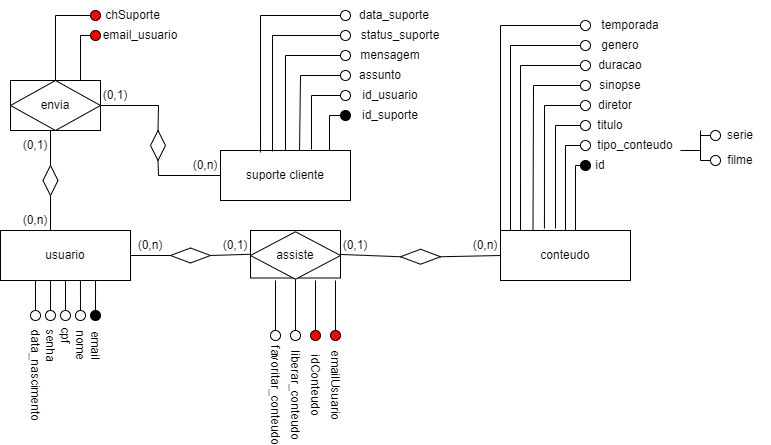 chSuporte
email_usuario
envia
(0,1)
(0,1)
data_suporte
status_suporte
mensagem
assunto
id_usuario
id_suporte
(0,n)
suporte cliente
temporada
genero
duracao
sinopse
diretor
titulo
tipo_conteudo
id
serie
filme
(0,n)
usuario
(0,n)
(0,1)
assiste
(0,1)
(0,n)
conteudo
data_nascimento
senha
cpf
nome
email
favoritar_conteudo
liberar_conteudo
idConteudo
emailUsuario